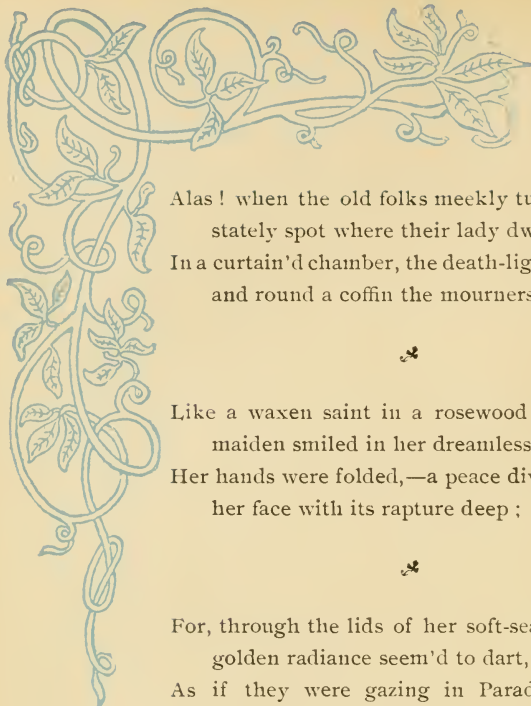 Alas ! when the old folks meekly tu
stately spot where their lady dw
In a curtain'd chamber, the death-lig
and round a coffin the mourners
Like a waxen saint in a rosewood
maiden smiled in her dreamless
Her hands were folded,—a peace div
her face with its rapture deep ;
For, through the lids of her soft-sea
golden radiance seem'd to dart,
As if they were gazing in Parad